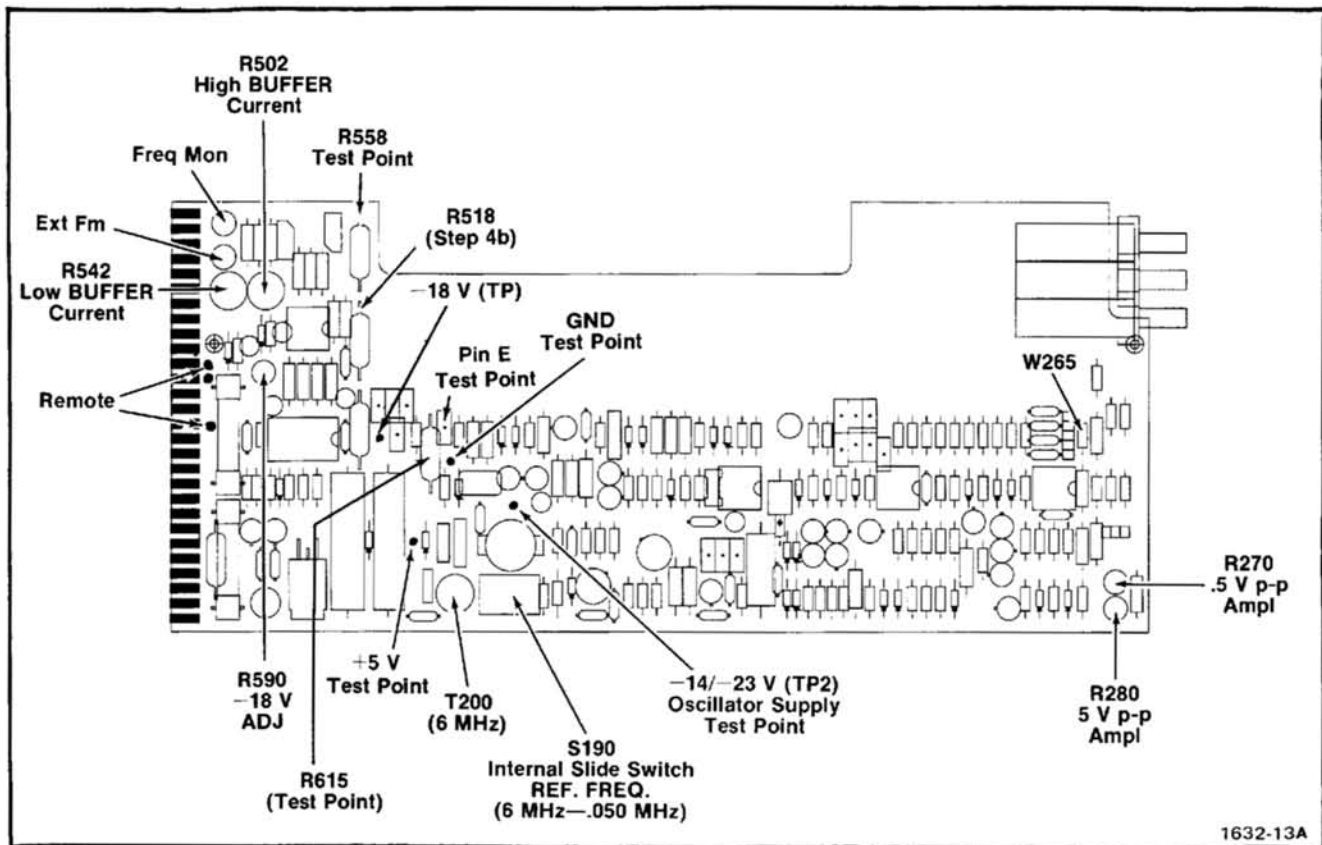 R502
High BUFFER
Current
R558
Test Point
Freq Mon
Ext Fm
R518
(Step 4b)
R542
Low BUFFER
Current
−18 V (TP)
GND
Test Point
Pin E
Test Point
W265
Remote
R270
.5 V p-p
Ampl
+5 V
Test Point
R590
−18 V
ADJ
T200
(6 MHz)
−14/−23 V (TP2)
Oscillator Supply
Test Point
R280
5 V p-p
Ampl
S190
Internal Slide Switch
REF. FREQ.
(6 MHz—.050 MHz)
R615
(Test Point)
1632-13A